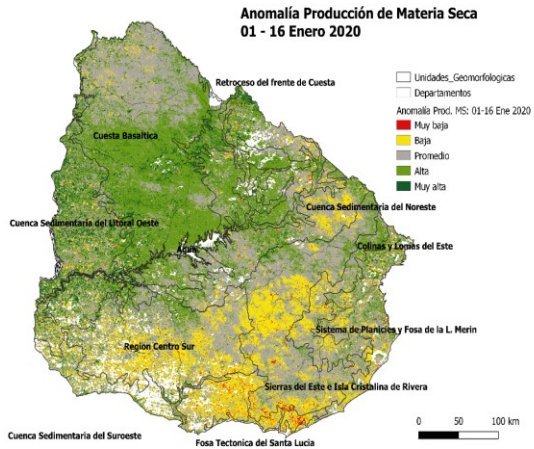 Anomalía Producción de Materia Seca
01 - 16 Enero 2020
Retroceso del frente de Cuesta
Unidades_Geomorfologicas
Departamentos
Anomalía Prod. MS: 01-16 Ene 2020
Muy baja
Baja
Promedio
Alta
Muy alta
Cuesta Basaltica
Cuenca Sedimentaria del Noreste
Cuenca Sedimentaria del Litoral Oeste
Agua
Colinas y Lomas del Este
Sistema de Planicies y Fosa de la L. Merin
Region Centro Sur
Sierras del Este e Isla Cristalina de Rivera
Cuenca Sedimentaria del Suroeste
Fosa Tectonica del Santa Lucia
0 50 100 km